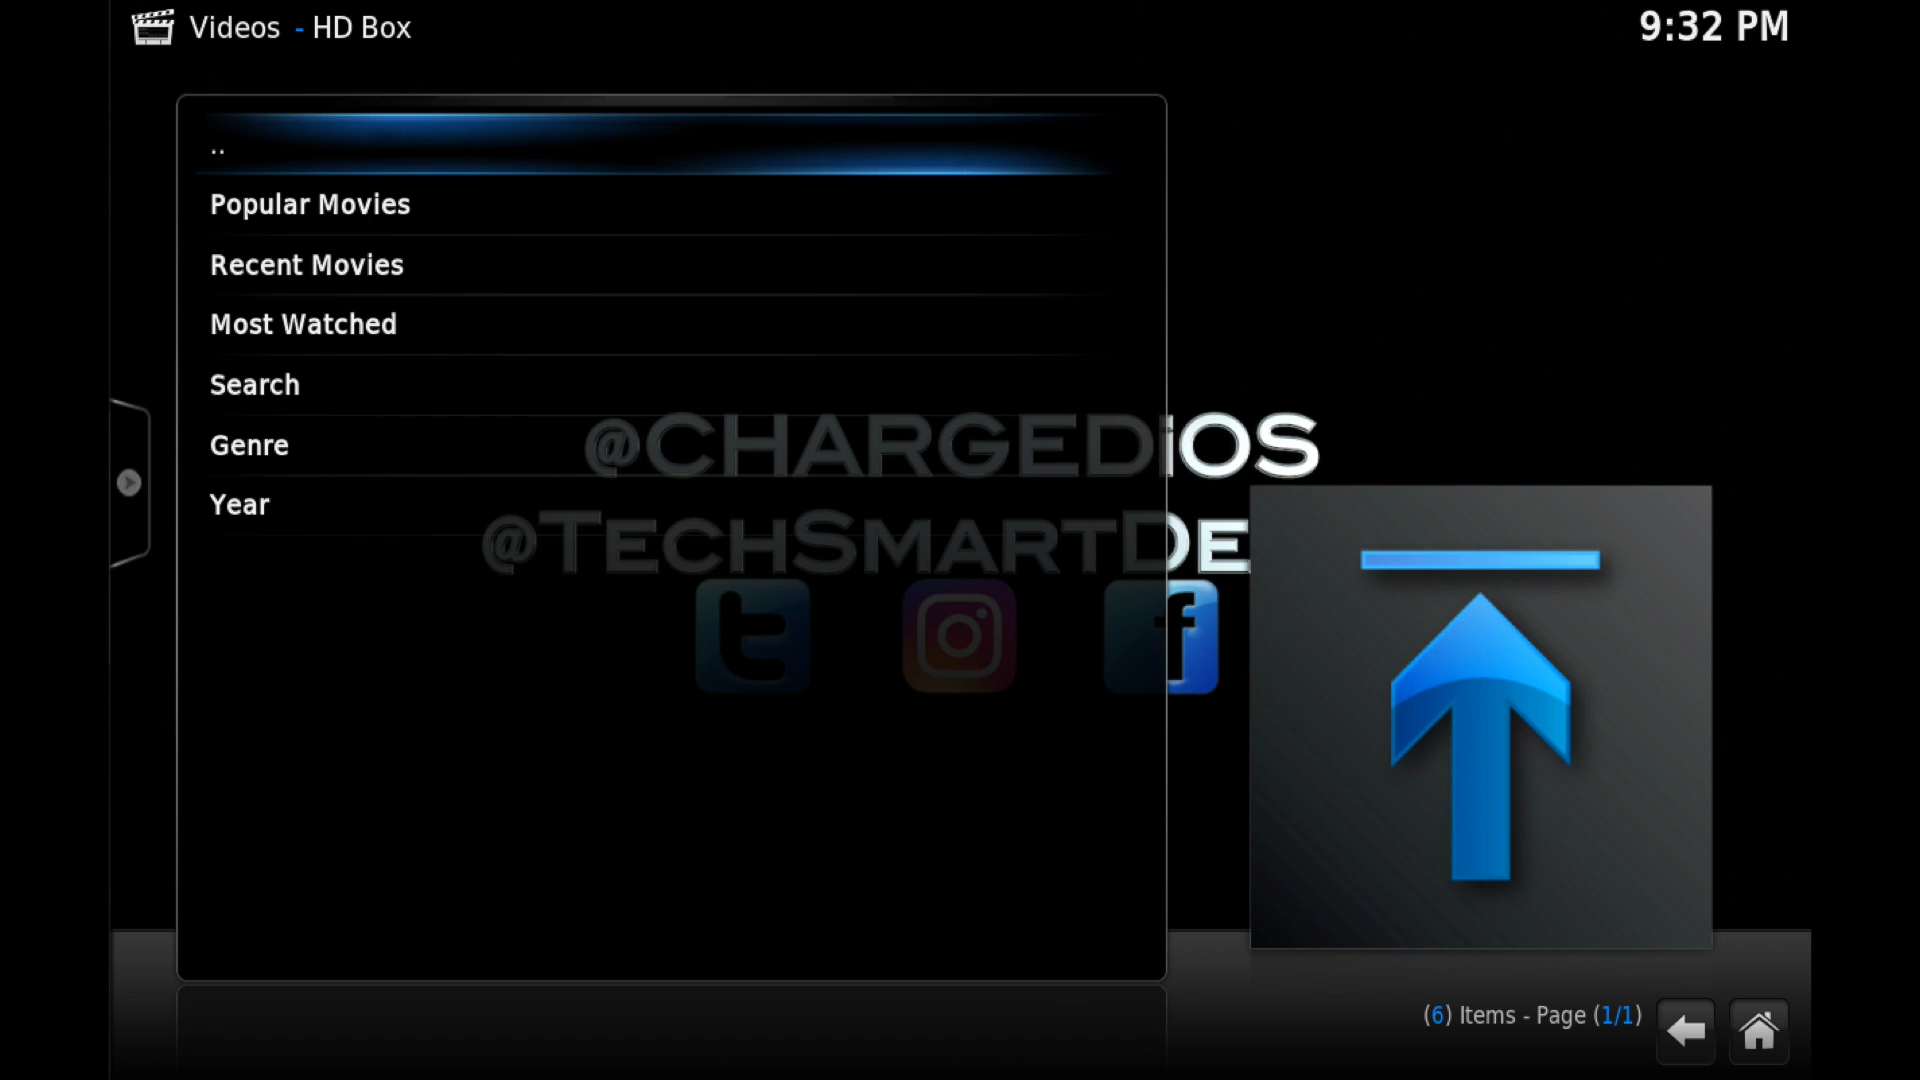 Videos - HD Box
9:32 PM
..
Popular Movies
Recent Movies
Most Watched
Search
Genre
Year
@CHARGEDiOS
@TECHSMARTDE
(6) Items - Page (1/1)